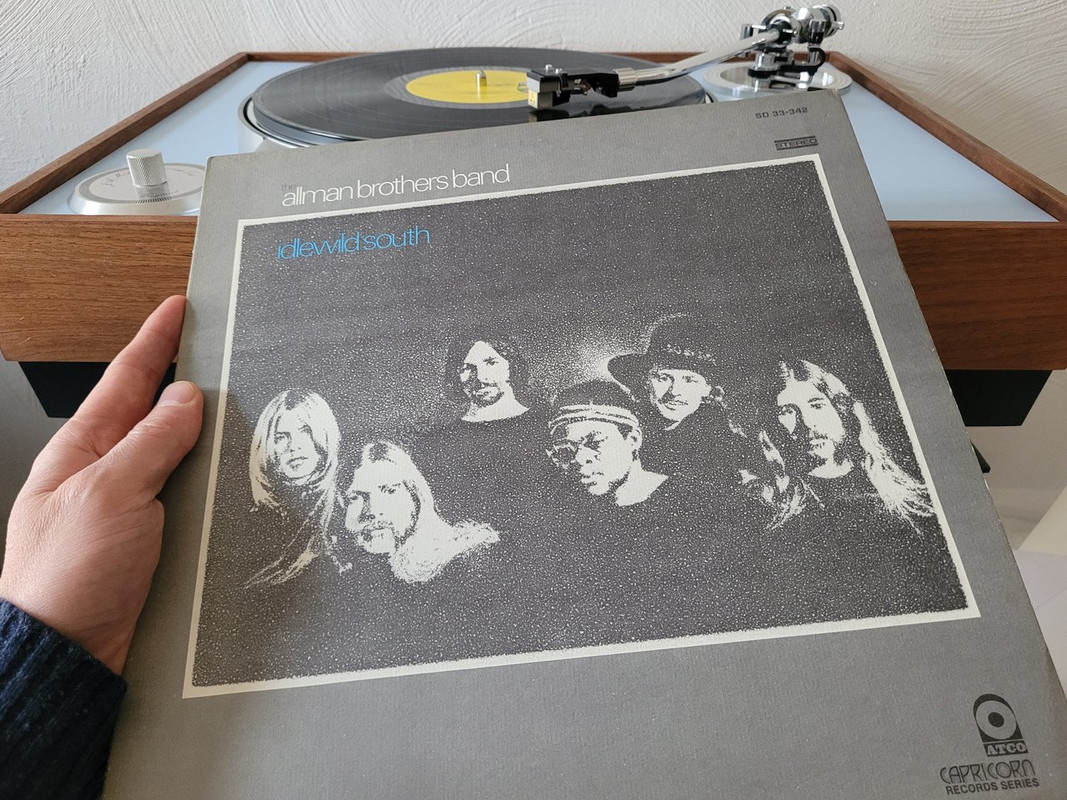 SD 33-342
STEREO
the
allman brothers band
idlewild south
ATCO
CAPRICORN
RECORDS SERIES